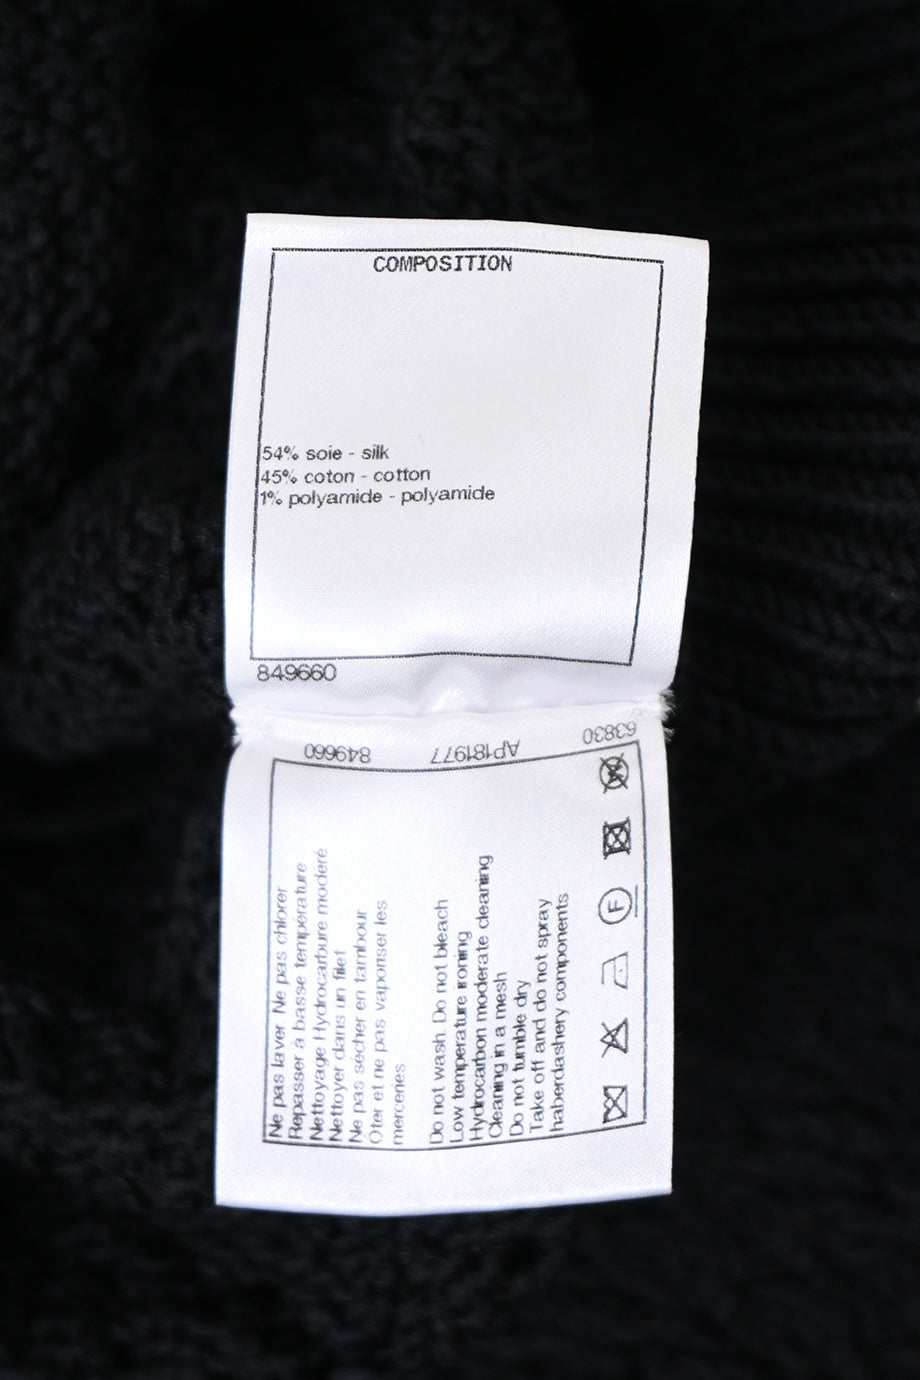 COMPOSITION
54% soie - silk
45% coton - cotton
1% polyamide - polyamide
849660
63830 AP181977 849660
Ne pas laver Ne pas chlorer
Repasser à basse température
Nettoyage Hydrocarbure modéré
Nettoyer dans un filet
Ne pas sécher en tambour
Oter et ne pas vaporiser les
merceries
Do not wash. Do not bleach
Low temperature ironing
Hydrocarbon moderate cleaning
Cleaning in a mesh
Do not tumble dry
Take off and do not spray
haberdashery components
F